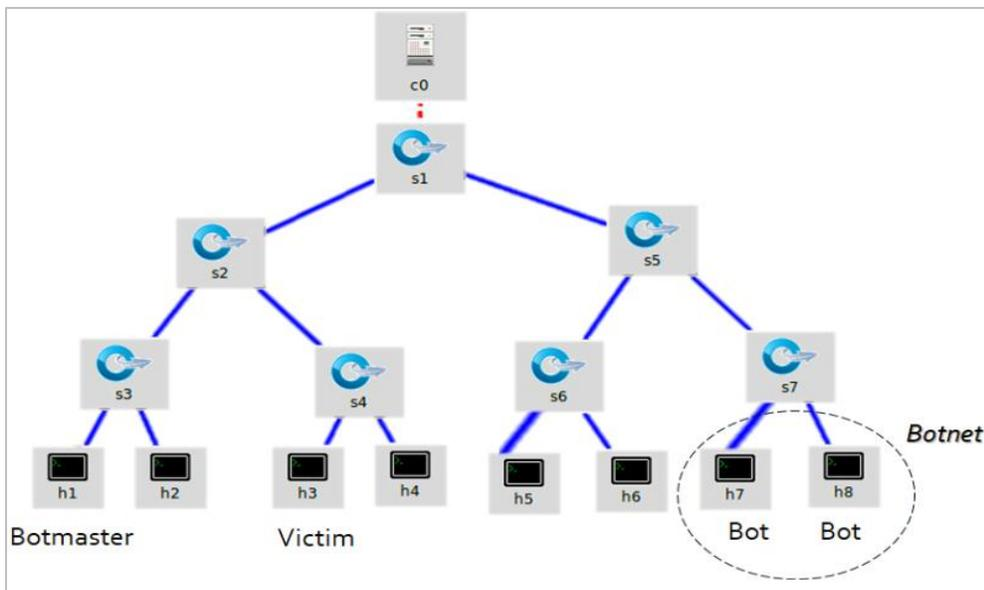 c0
s1
s2
s5
s3
s4
s6
s7
Botnet
h1
h2
h3
h4
h5
h6
h7
h8
Botmaster
Victim
Bot
Bot